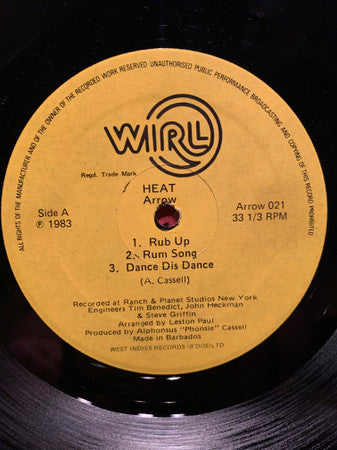 ALL RIGHTS OF THE MANUFACTURER AND OF THE OWNER OF THE RECORDED WORK RESERVED UNAUTHORISED PUBLIC PERFORMANCE BROADCASTING AND COPYING OF THIS RECORD PROHIBITED
WIRL
Regd. Trade Mark
HEAT
Arrow
Arrow 021
Side A
33 1/3 RPM
℗ 1983
1. Rub Up
2. Rum Song
3. Dance Dis Dance
(A. Cassell)
Recorded at Ranch & Planet Studios New York
Engineers Tim Benedict, John Heckman
& Steve Griffin
Arranged by Leston Paul
Produced by Alphonsus "Phonsie" Cassell
Made in Barbados
WEST INDIES RECORDS (B'DOS) LTD.